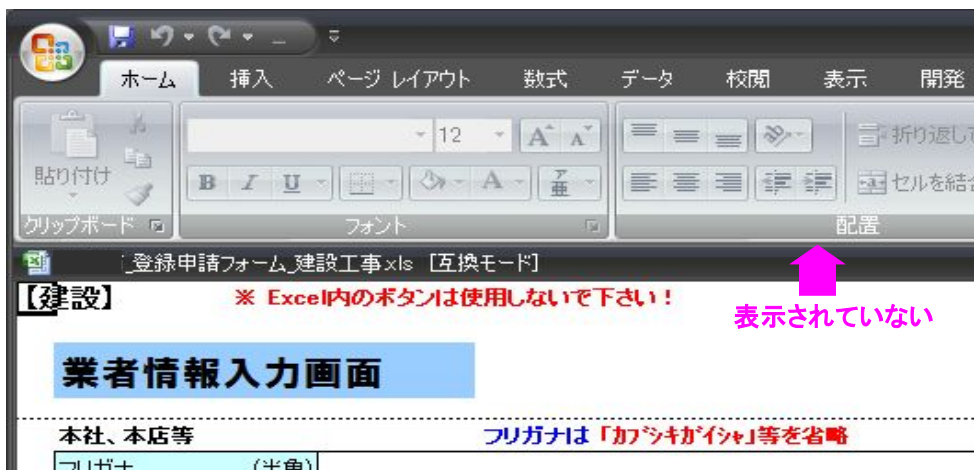 ホーム 挿入 ページ レイアウト 数式 データ 校閲 表示 開発
12 A A 折り返して
貼り付け
B I U A ア亜 セルを結合
クリップボード フォント 配置
_登録申請フォーム_建設工事.xls [互換モード]
【建設】 ※ Excel内のボタンは使用しないで下さい！
表示されていない
業者情報入力画面
本社、本店等 フリガナは「ｶﾌﾞｼｷｶﾞｲｼｬ」等を省略
フリガナ (半角)